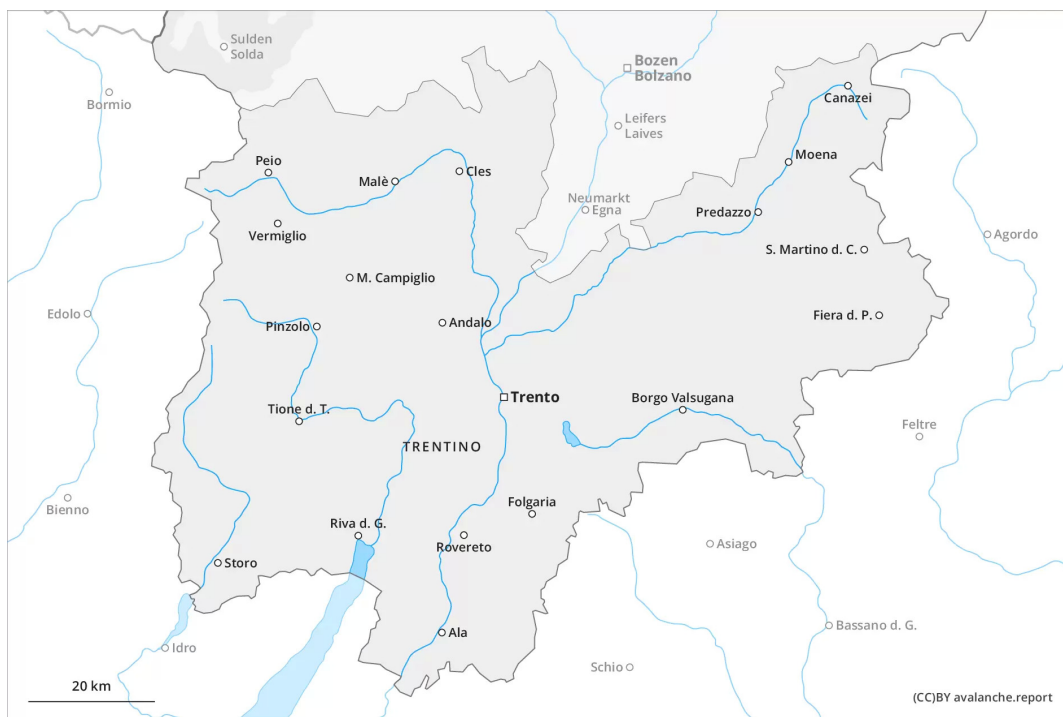 Sulden
Solda
Bozen
Bolzano
Bormio
Canazei
Leifers
Laives
Moena
Peio
Malè
Cles
Neumarkt
Egna
Predazzo
Vermiglio
Agordo
S. Martino d. C.
M. Campiglio
Edolo
Fiera d. P.
Pinzolo
Andalo
Trento
Borgo Valsugana
Tione d. T.
Feltre
TRENTINO
Bienno
Folgaria
Riva d. G.
Rovereto
Asiago
Storo
Bassano d. G.
Ala
Idro
Schio
20 km
(CC)BY avalanche.report